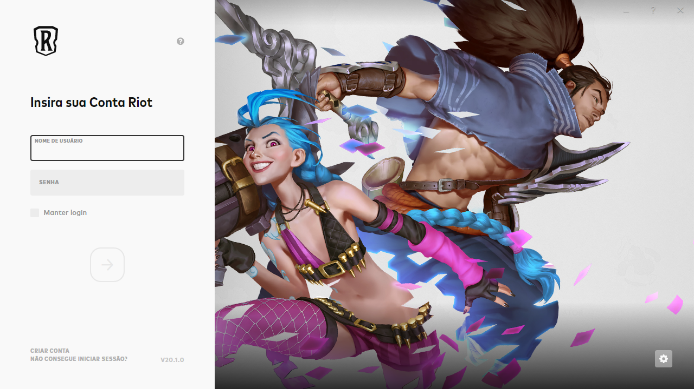 R
?
Insira sua Conta Riot
NOME DE USUÁRIO
SENHA
Manter login
CRIAR CONTA
NÃO CONSEGUE INICIAR SESSÃO?
V20.1.0